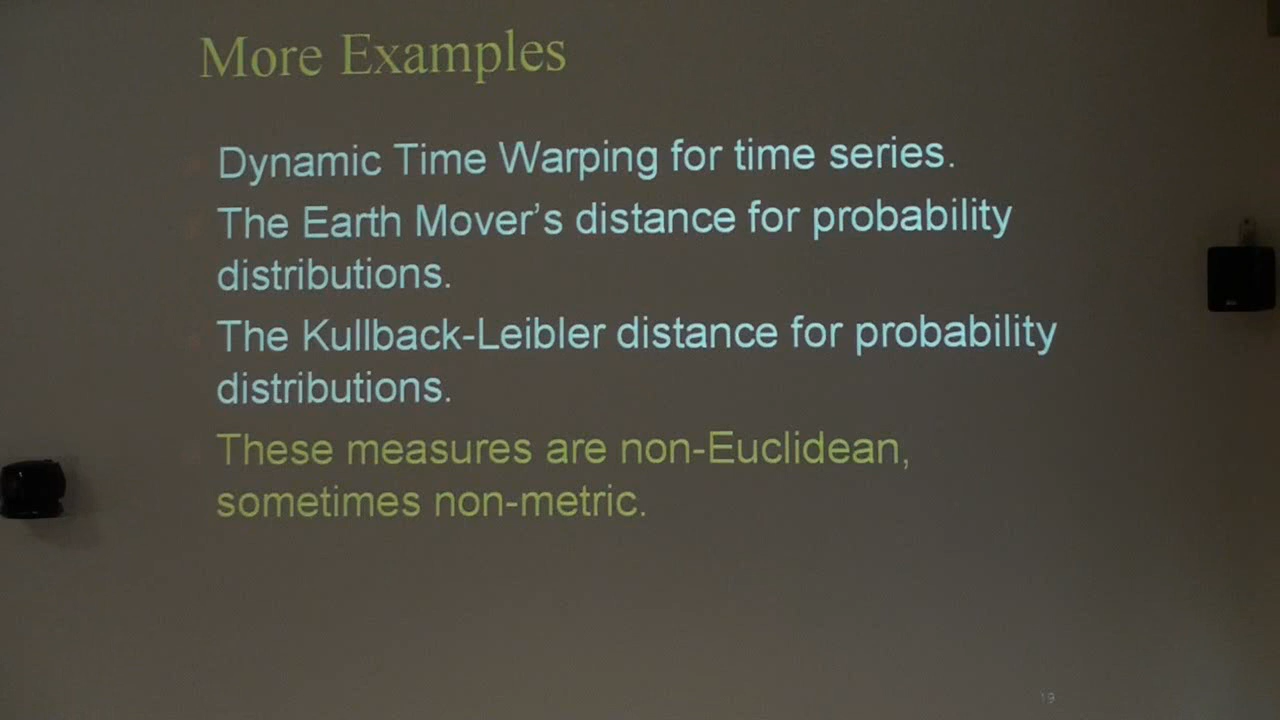 More Examples
Dynamic Time Warping for time series.
The Earth Mover's distance for probability
distributions.
The Kullback-Leibler distance for probability
distributions.
These measures are non-Euclidean,
sometimes non-metric.
19